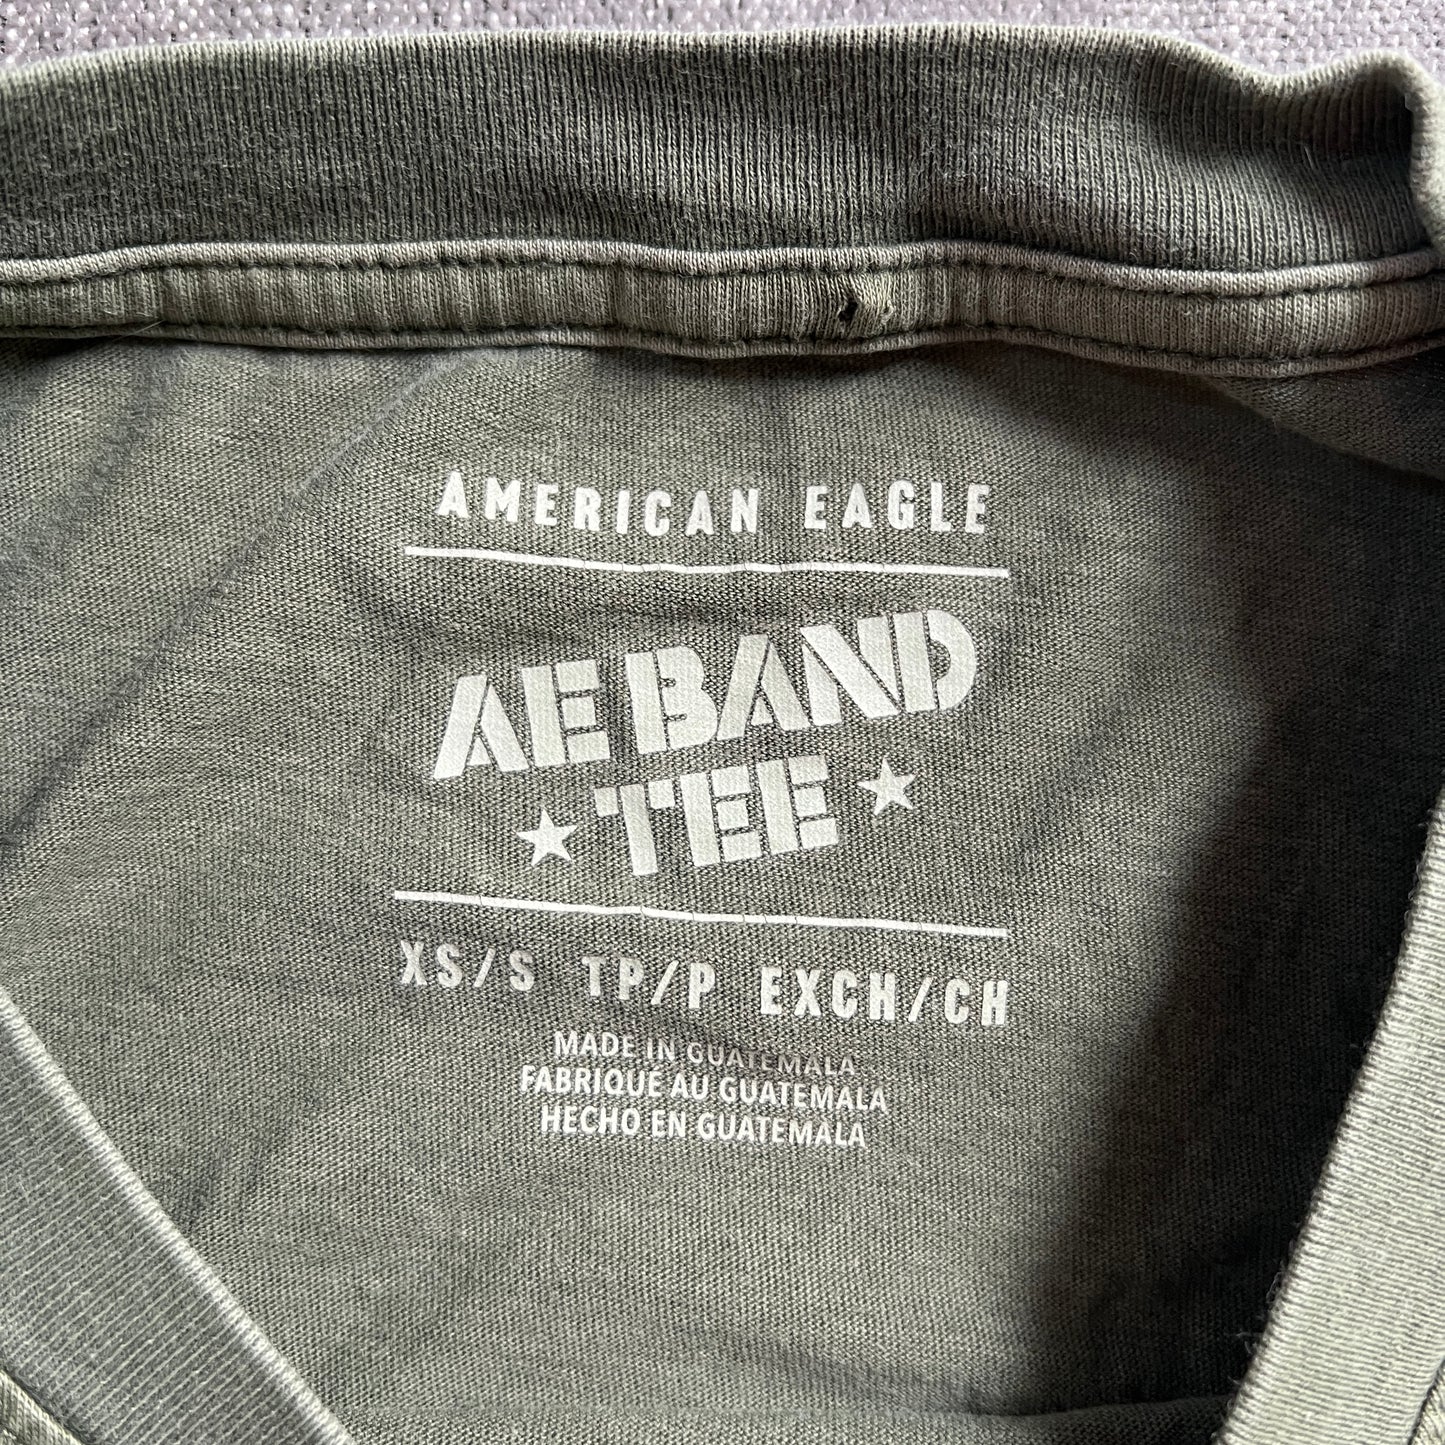 AMERICAN EAGLE
AE BAND
TEE
XS/S TP/P EXCH/CH
MADE IN GUATEMALA
FABRIQUÉ AU GUATEMALA
HECHO EN GUATEMALA